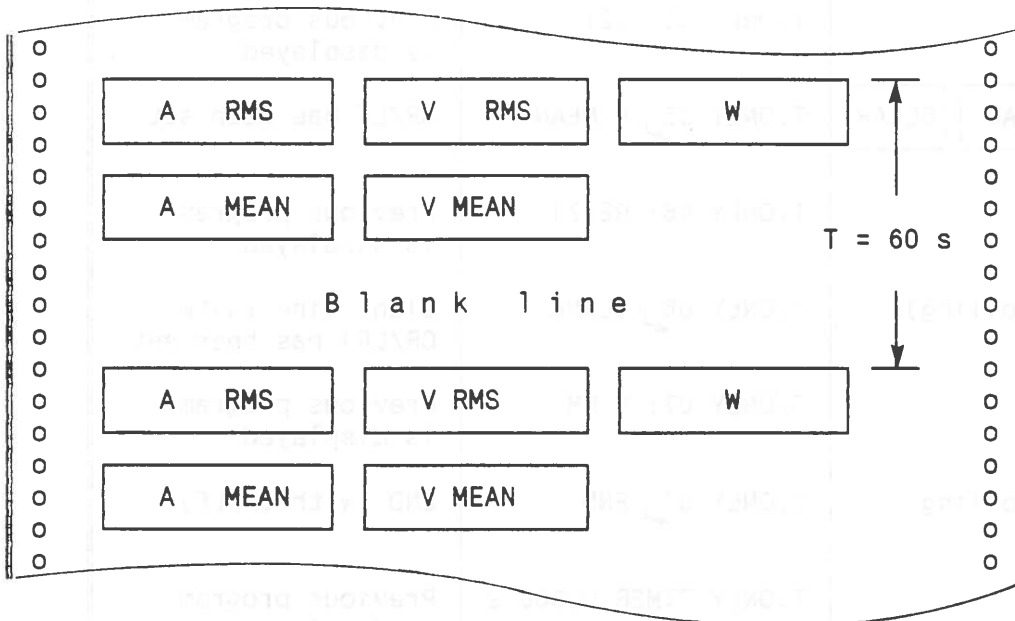 A RMS V RMS W
A MEAN V MEAN
T = 60 s
Blank line
A RMS V RMS W
A MEAN V MEAN